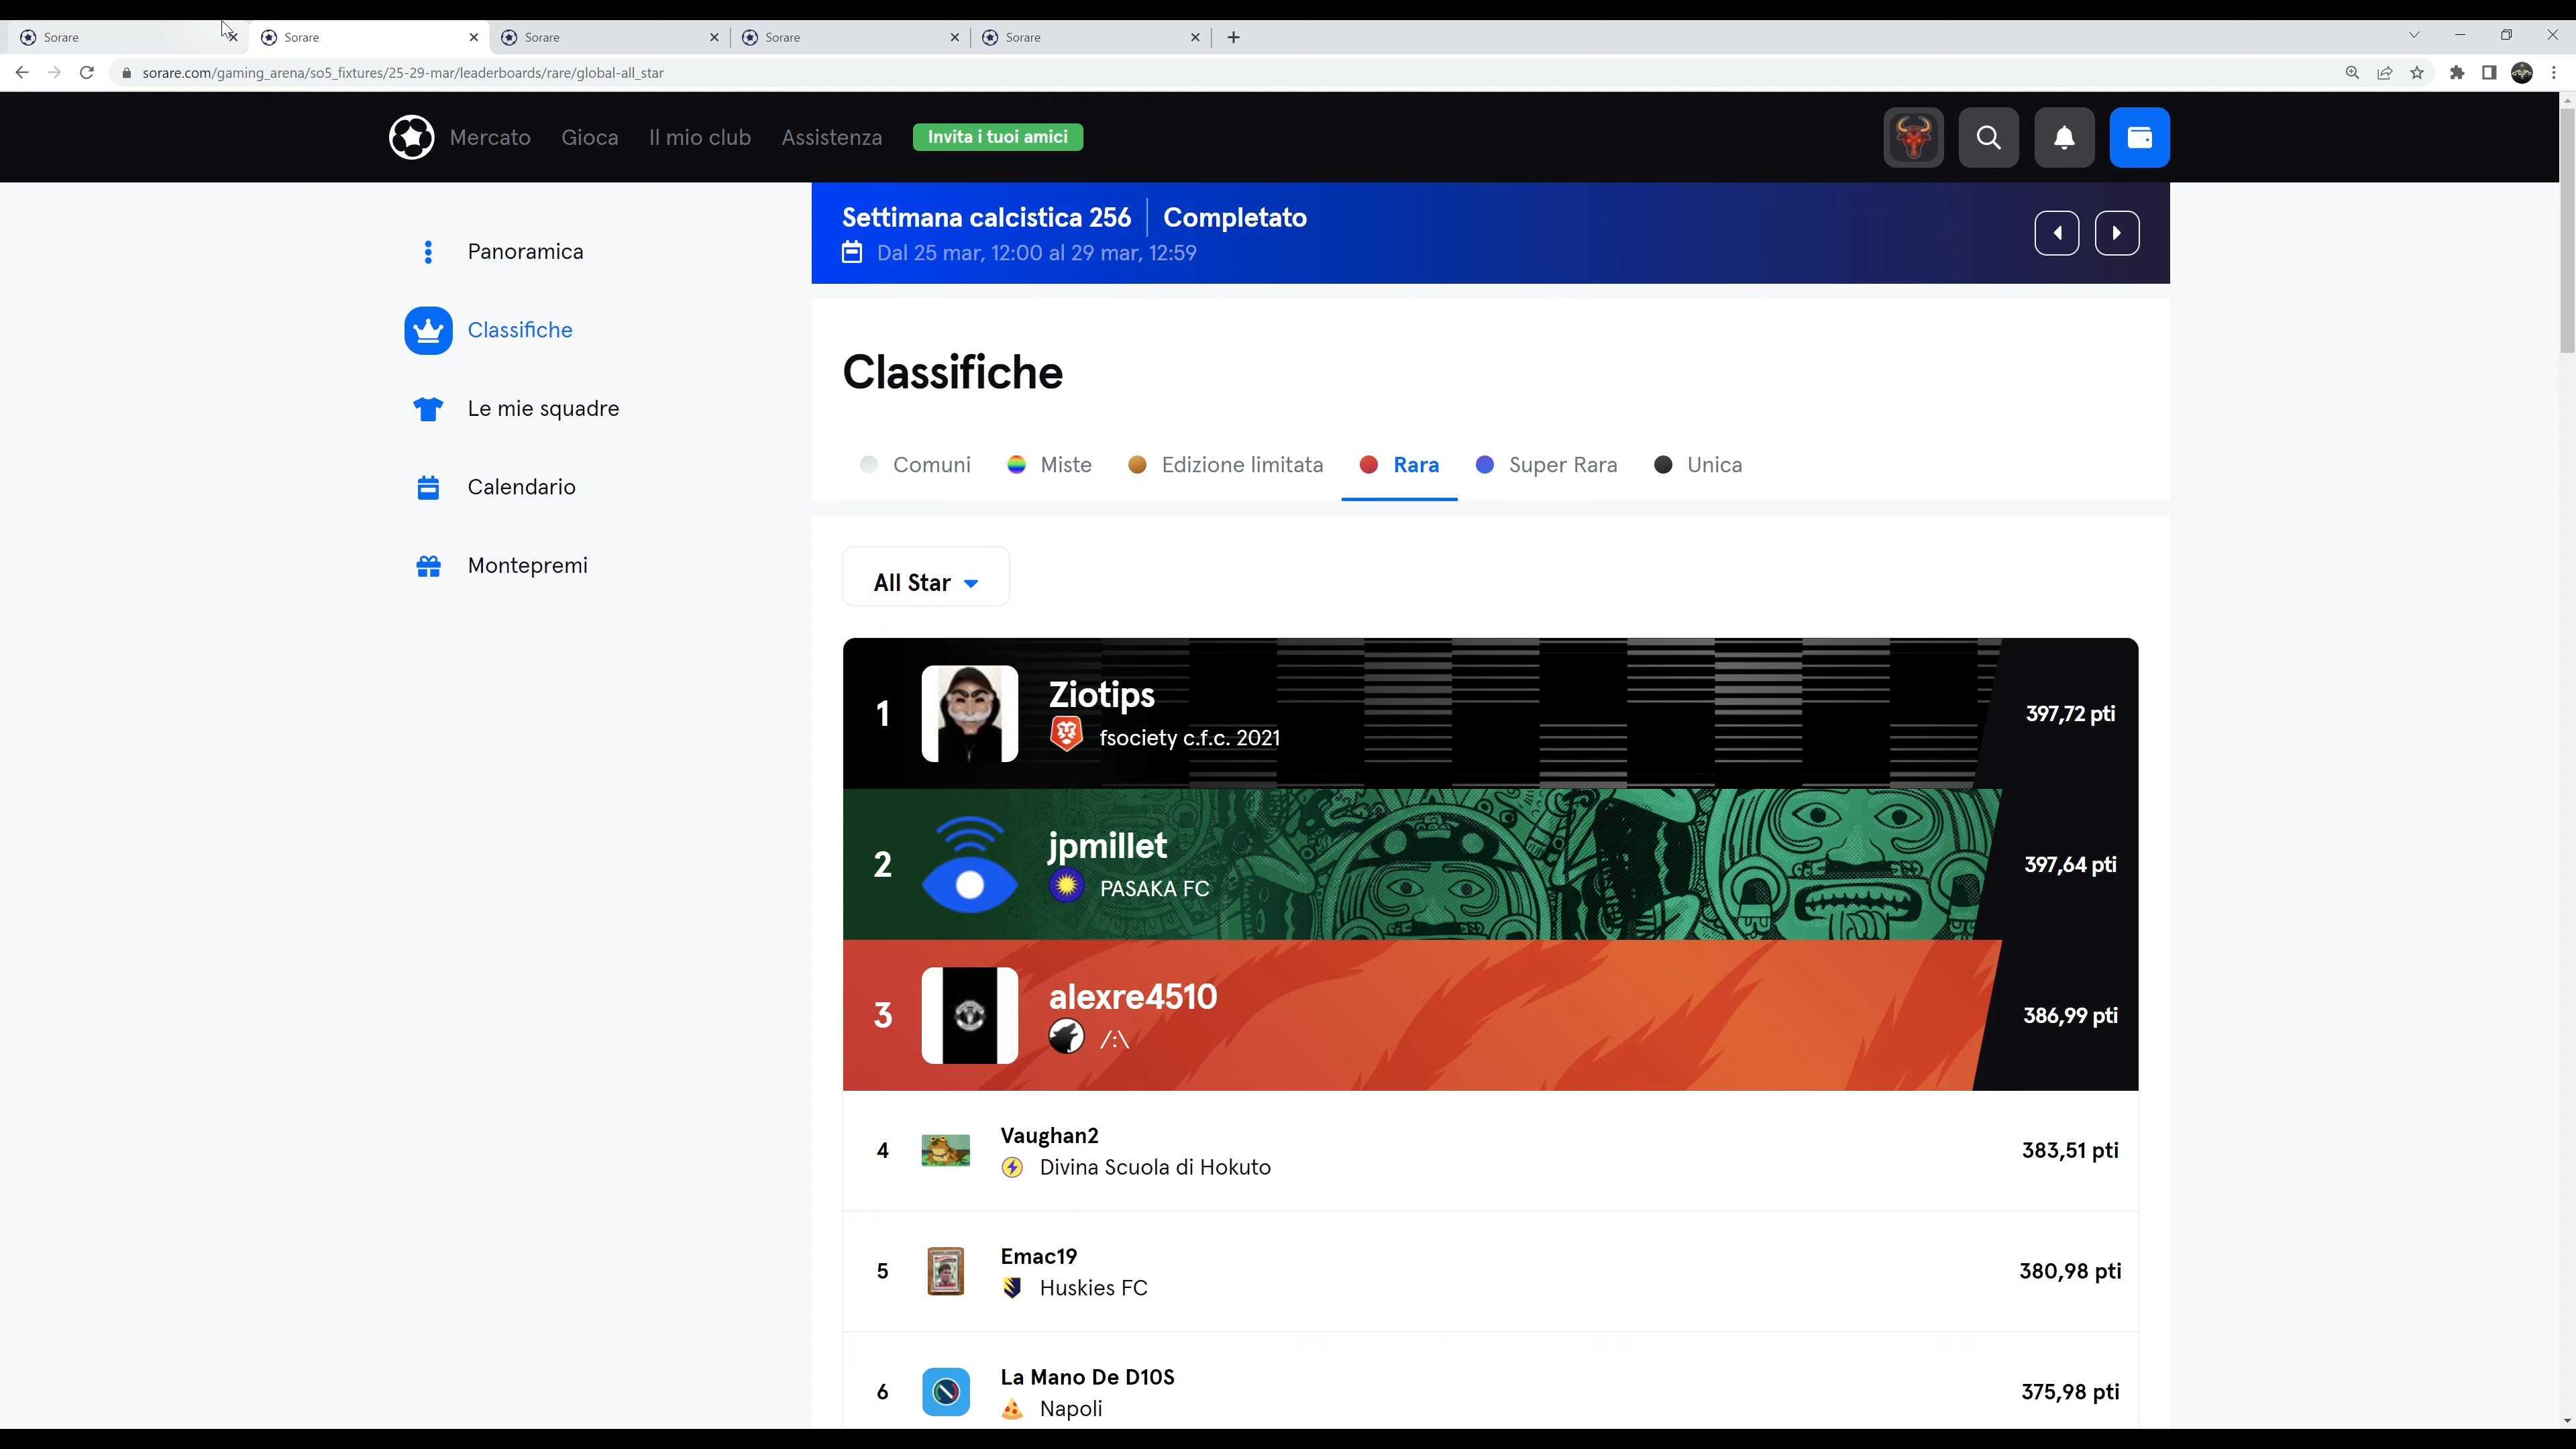 Sorare
Sorare
Sorare
Sorare
Sorare
sorare.com/gaming_arena/so5_fixtures/25-29-mar/leaderboards/rare/global-all_star
Mercato
Gioca
Il mio club
Assistenza
Invita i tuoi amici
Settimana calcistica 256
Completato
Dal 25 mar, 12:00 al 29 mar, 12:59
Panoramica
Classifiche
Le mie squadre
Calendario
Montepremi
Classifiche
Comuni
Miste
Edizione limitata
Rara
Super Rara
Unica
All Star
1
Ziotips
fsociety c.f.c. 2021
397,72 pti
2
jpmillet
PASAKA FC
397,64 pti
3
alexre4510
/:\
386,99 pti
4
Vaughan2
Divina Scuola di Hokuto
383,51 pti
5
Emac19
Huskies FC
380,98 pti
6
La Mano De D10S
Napoli
375,98 pti